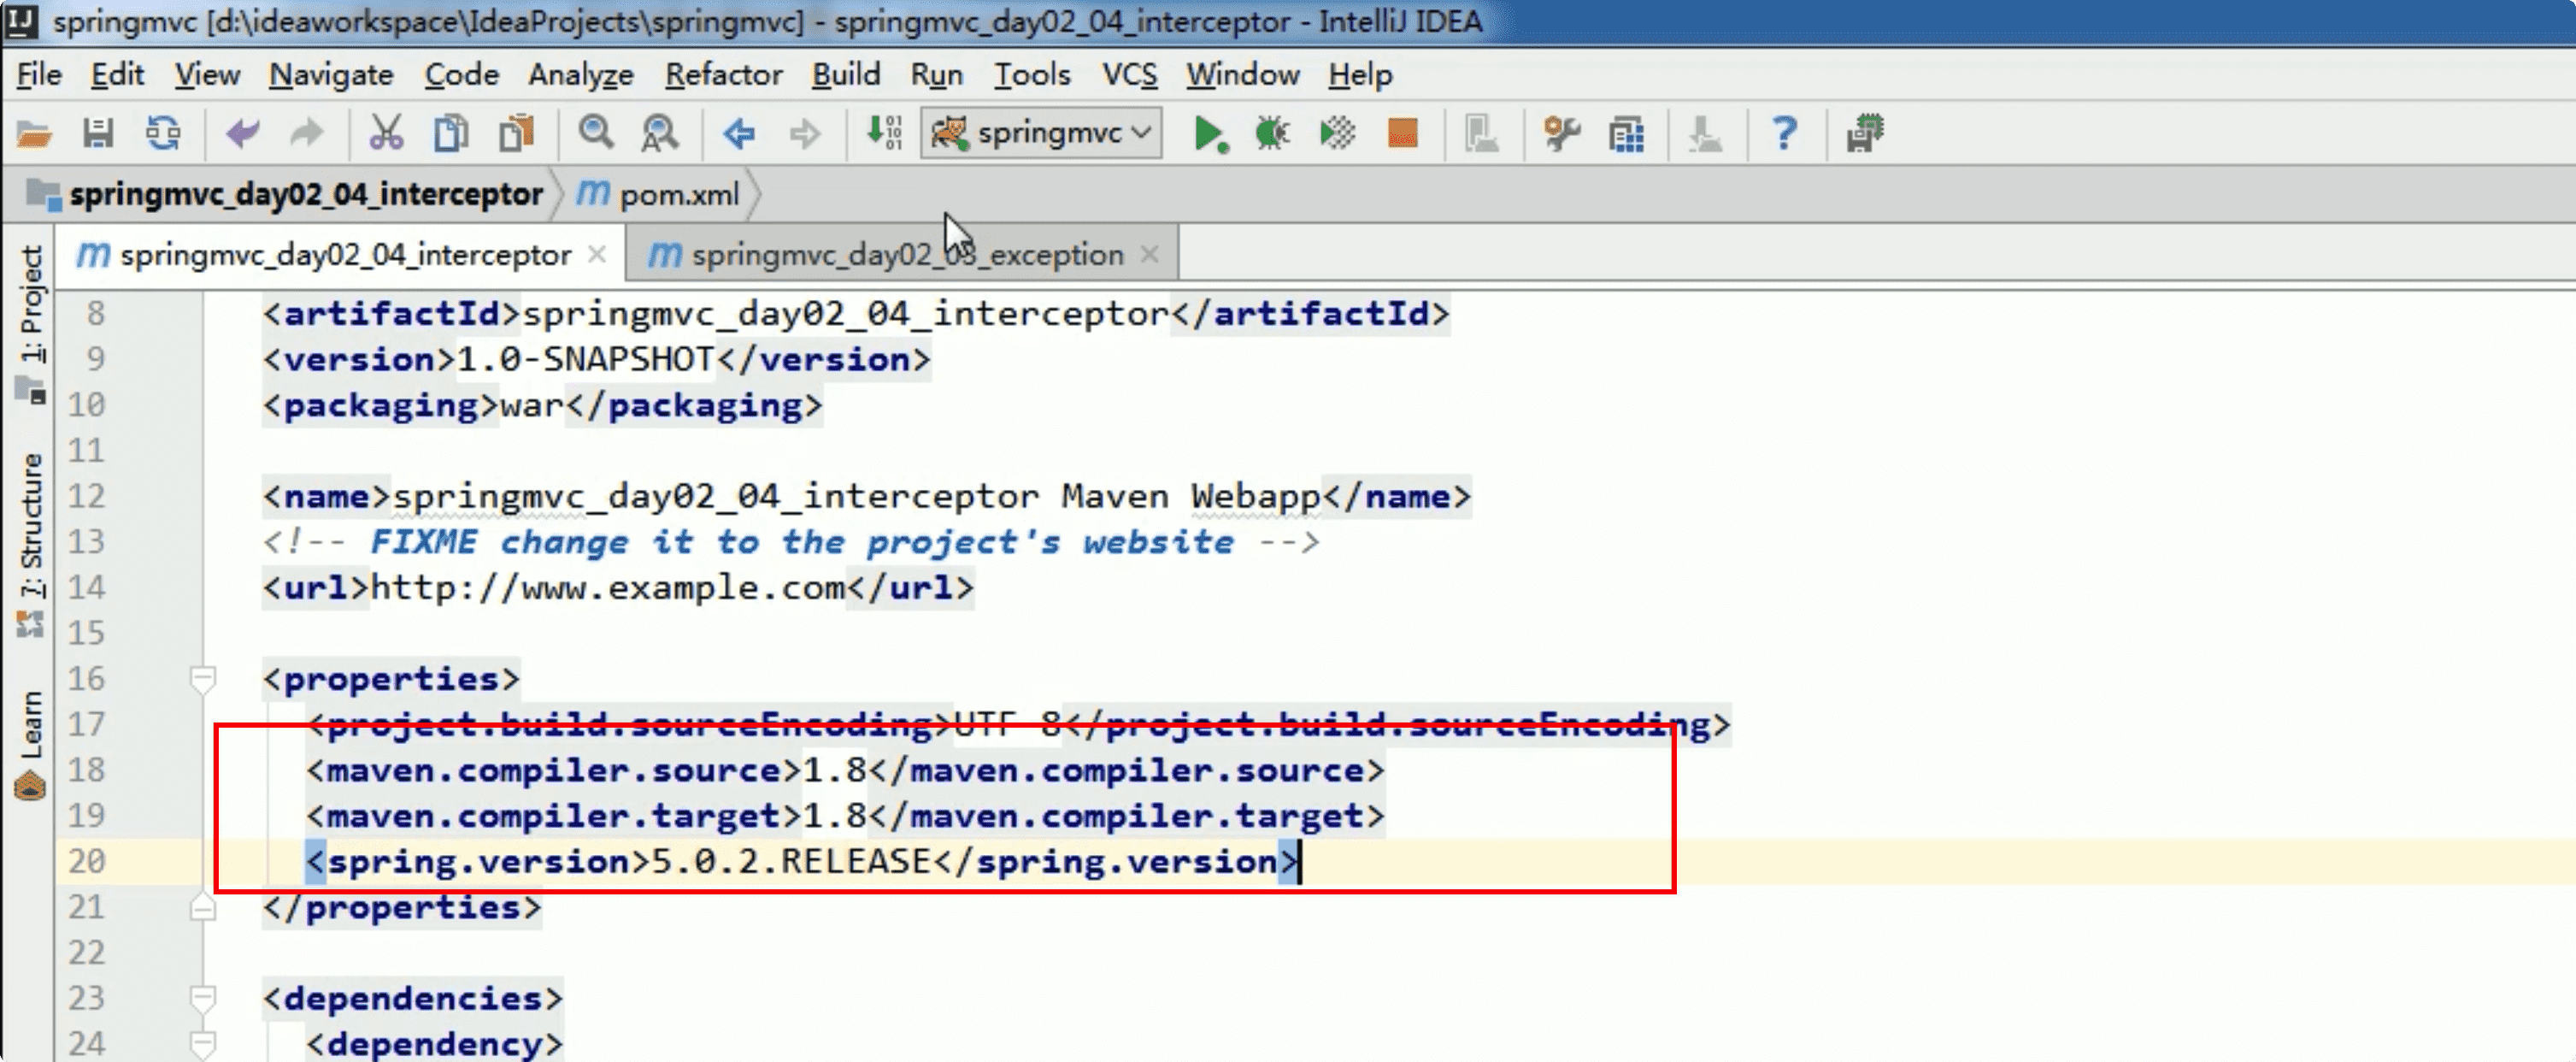 springmvc [d:\ideaworkspace\IdeaProjects\springmvc] - springmvc_day02_04_interceptor - IntelliJ IDEA
File Edit View Navigate Code Analyze Refactor Build Run Tools VCS Window Help
springmvc
springmvc_day02_04_interceptor pom.xml
springmvc_day02_04_interceptor springmvc_day02_03_exception
1: Project
7: Structure
Learn
8 <artifactId>springmvc_day02_04_interceptor</artifactId>
9 <version>1.0-SNAPSHOT</version>
10 <packaging>war</packaging>
11
12 <name>springmvc_day02_04_interceptor Maven Webapp</name>
13 <!-- FIXME change it to the project's website -->
14 <url>http://www.example.com</url>
15
16 <properties>
17 <project.build.sourceEncoding>UTF-8</project.build.sourceEncoding>
18 <maven.compiler.source>1.8</maven.compiler.source>
19 <maven.compiler.target>1.8</maven.compiler.target>
20 <spring.version>5.0.2.RELEASE</spring.version>
21 </properties>
22
23 <dependencies>
24 <dependency>